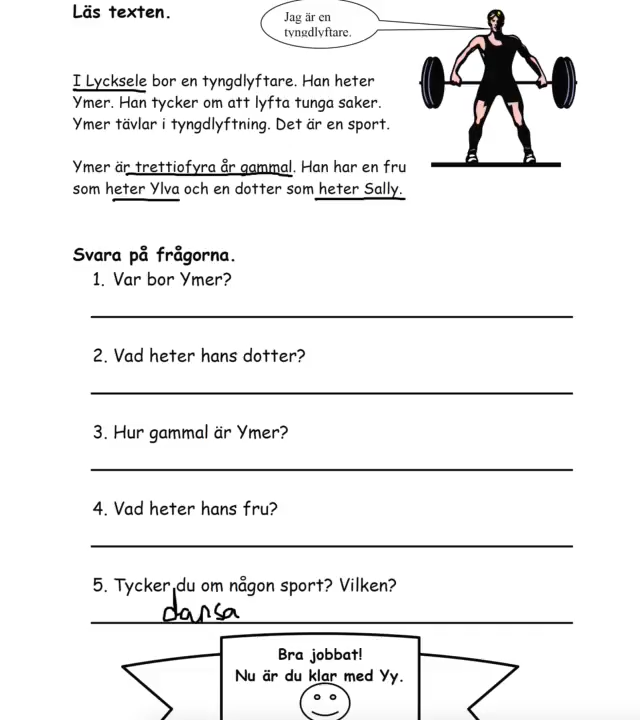 Läs texten.
Jag är en
tyngdlyftare.
I Lycksele bor en tyngdlyftare. Han heter
Ymer. Han tycker om att lyfta tunga saker.
Ymer tävlar i tyngdlyftning. Det är en sport.
Ymer är trettiofyra år gammal. Han har en fru
som heter Ylva och en dotter som heter Sally.
Svara på frågorna.
1. Var bor Ymer?
2. Vad heter hans dotter?
3. Hur gammal är Ymer?
4. Vad heter hans fru?
5. Tycker du om någon sport? Vilken?
dansa
Bra jobbat!
Nu är du klar med Yy.